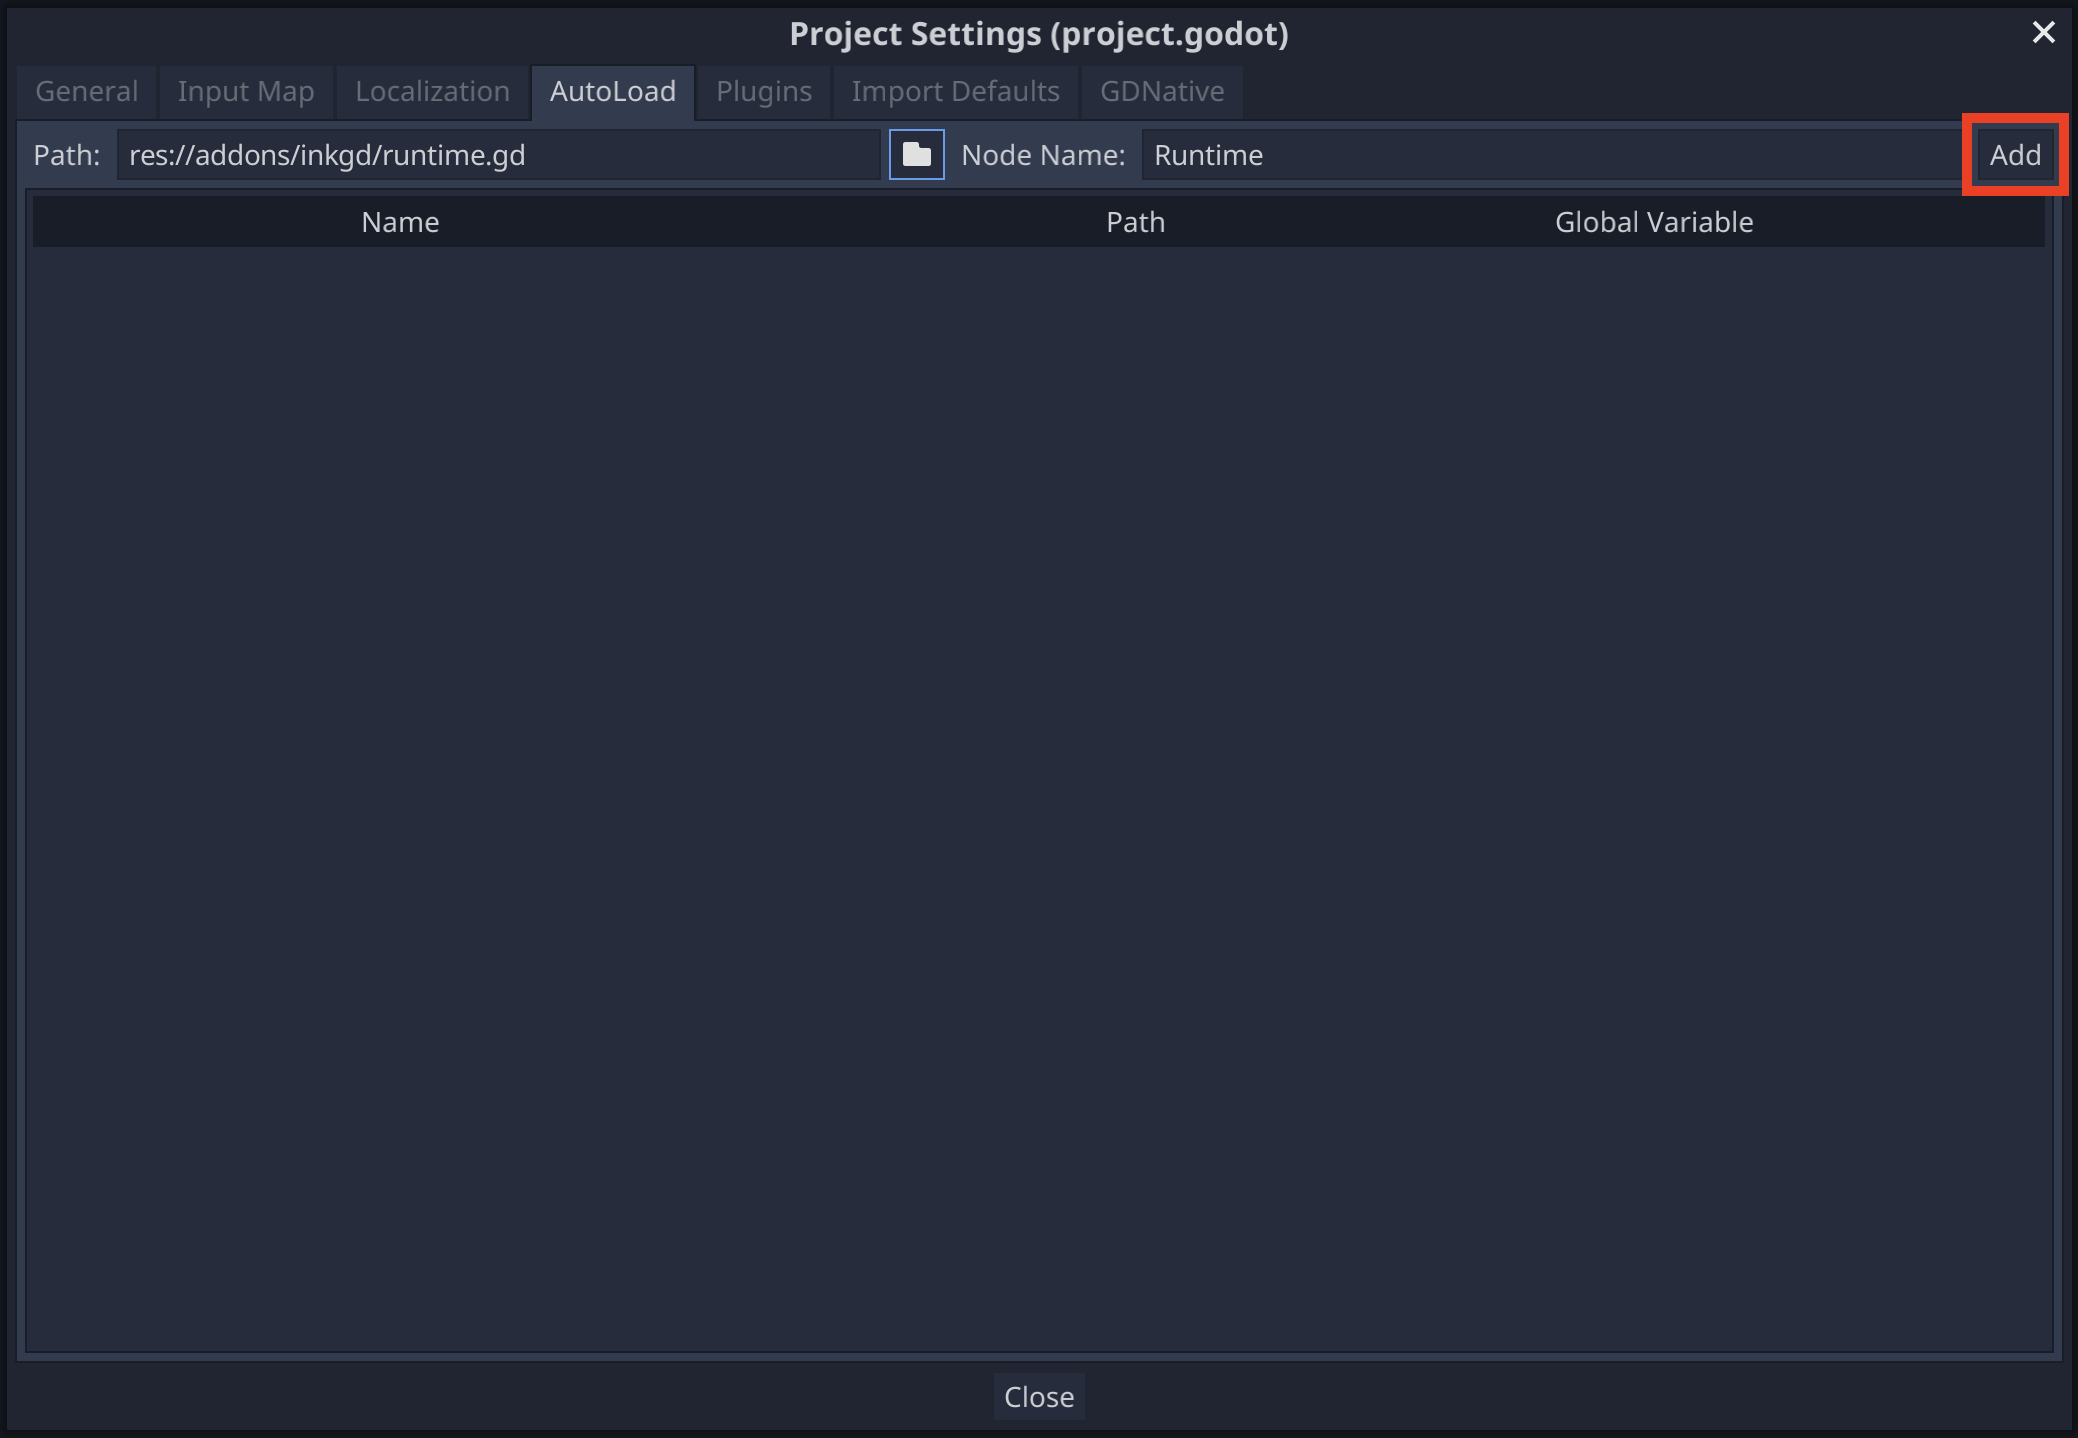 Project Settings (project.godot)
General Input Map Localization AutoLoad Plugins Import Defaults GDNative
Path: res://addons/inkgd/runtime.gd Node Name: Runtime Add
Name Path Global Variable
Close